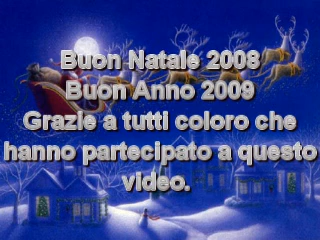 Buon Natale 2008
Buon Anno 2009
Grazie a tutti coloro che
hanno partecipato a questo
video.